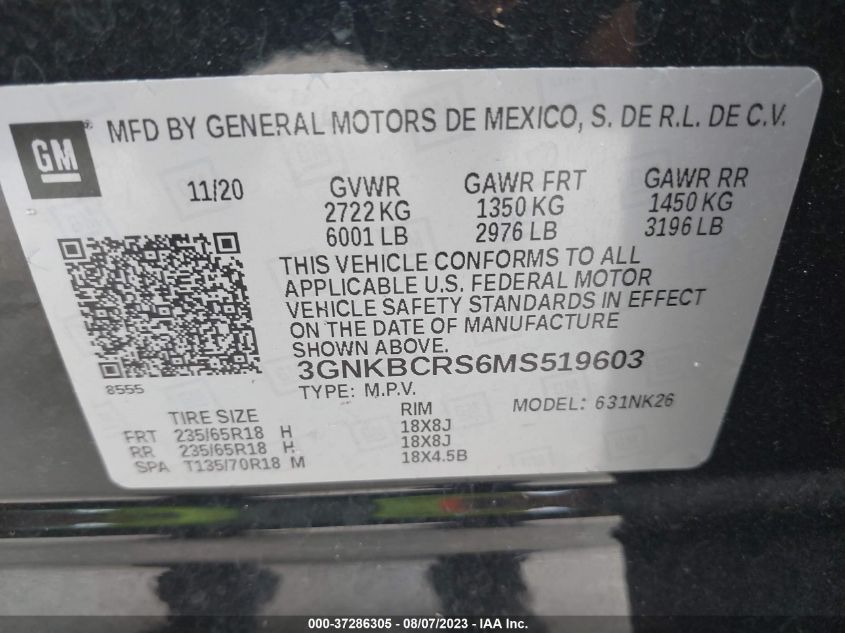 GM® MFD BY GENERAL MOTORS DE MEXICO, S. DE R.L. DE C.V.
11/20 GVWR GAWR FRT GAWR RR
2722 KG 1350 KG 1450 KG
6001 LB 2976 LB 3196 LB
THIS VEHICLE CONFORMS TO ALL
APPLICABLE U.S. FEDERAL MOTOR
VEHICLE SAFETY STANDARDS IN EFFECT
ON THE DATE OF MANUFACTURE
SHOWN ABOVE.
3GNKBCRS6MS519603
8555 TYPE: M.P.V. MODEL: 631NK26
TIRE SIZE RIM
FRT 235/65R18 H 18X8J
RR 235/65R18 H 18X8J
SPA T135/70R18 M 18X4.5B
000-37286305 - 08/07/2023 - IAA Inc.